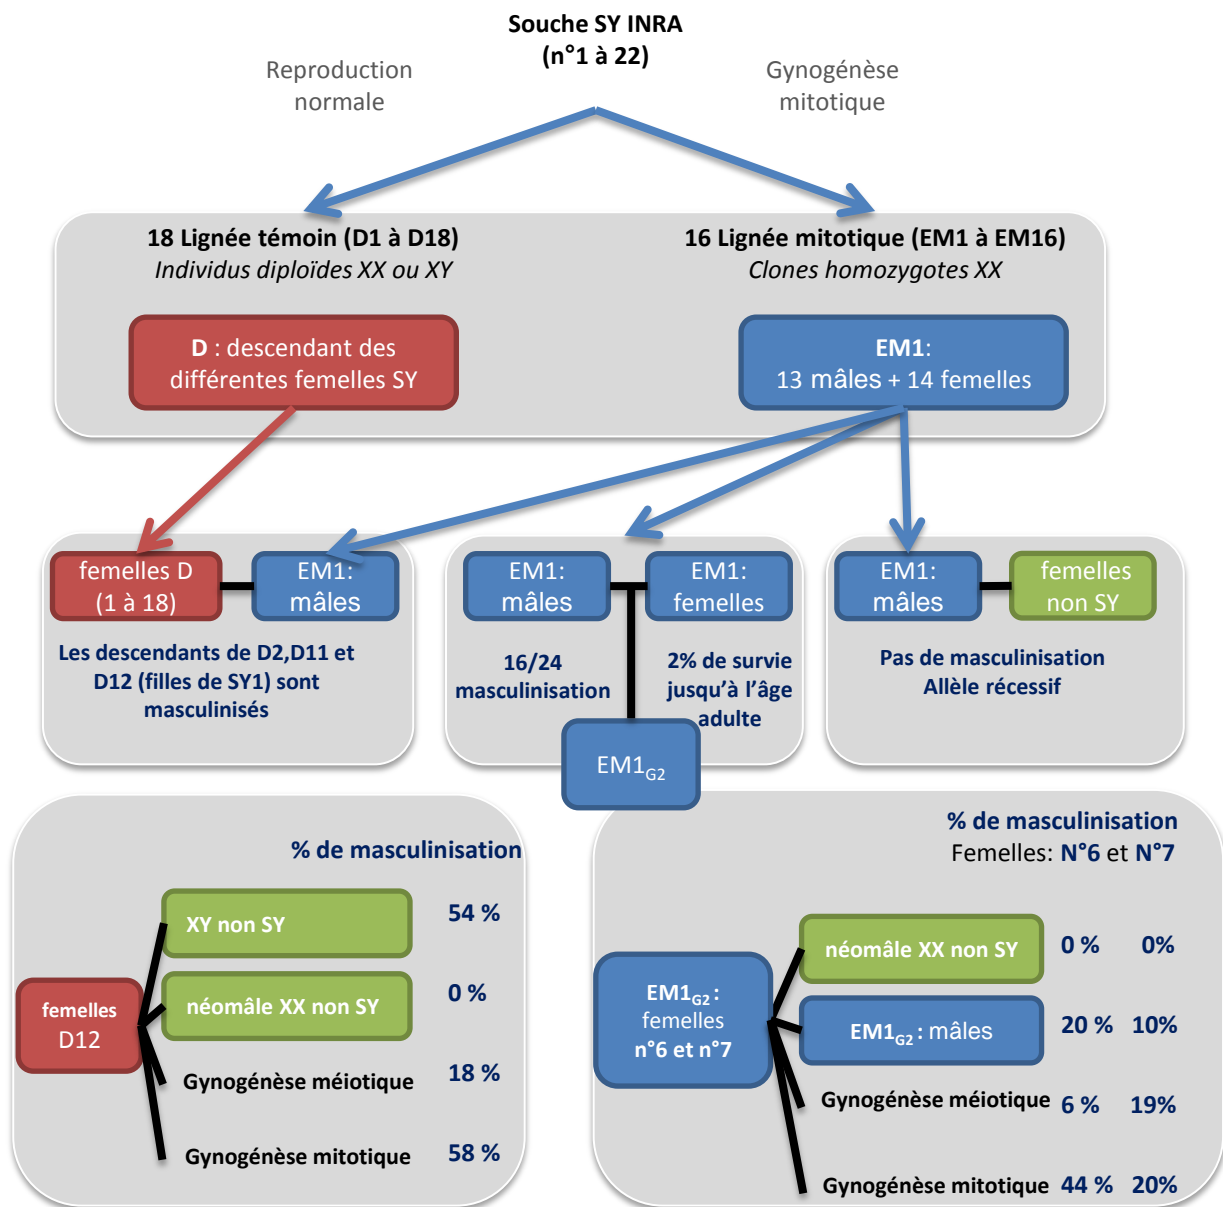 Souche SY INRA
(n°1 à 22)
Reproduction
normale
Gynogénèse
mitotique
18 Lignée témoin (D1 à D18)
Individus diploïdes XX ou XY
16 Lignée mitotique (EM1 à EM16)
Clones homozygotes XX
D : descendant des
différentes femelles SY
EM1:
13 mâles + 14 femelles
femelles D
(1 à 18)
EM1:
mâles
Les descendants de D2,D11 et
D12 (filles de SY1) sont
masculinisés
EM1:
mâles
EM1:
femelles
16/24
masculinisation
2% de survie
jusqu'à l'âge
adulte
EM1G2
EM1:
mâles
femelles
non SY
Pas de masculinisation
Allèle récessif
% de masculinisation
femelles
D12
XY non SY
54 %
néomâle XX non SY
0 %
Gynogénèse méiotique
18 %
Gynogénèse mitotique
58 %
% de masculinisation
Femelles: N°6 et N°7
EM1G2 :
femelles
n°6 et n°7
néomâle XX non SY
0 % 0%
EM1G2 : mâles
20 % 10%
Gynogénèse méiotique
6 % 19%
Gynogénèse mitotique
44 % 20%